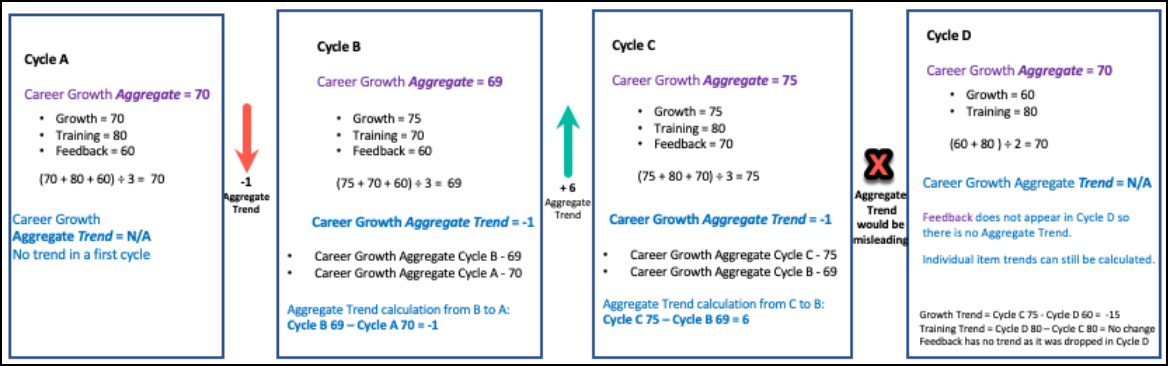 Cycle A
Career Growth Aggregate = 70
• Growth = 70
• Training = 80
• Feedback = 60
(70 + 80 + 60) ÷ 3 = 70
Career Growth
Aggregate Trend = N/A
No trend in a first cycle
-1
Aggregate
Trend
Cycle B
Career Growth Aggregate = 69
• Growth = 75
• Training = 70
• Feedback = 60
(75 + 70 + 60) ÷ 3 = 69
Career Growth Aggregate Trend = -1
• Career Growth Aggregate Cycle B - 69
• Career Growth Aggregate Cycle A - 70
Aggregate Trend calculation from B to A:
Cycle B 69 – Cycle A 70 = -1
+ 6
Aggregate
Trend
Cycle C
Career Growth Aggregate = 75
• Growth = 75
• Training = 80
• Feedback = 70
(75 + 80 + 70) ÷ 3 = 75
Career Growth Aggregate Trend = -1
• Career Growth Aggregate Cycle C - 75
• Career Growth Aggregate Cycle B - 69
Aggregate Trend calculation from C to B:
Cycle C 75 – Cycle B 69 = 6
X
Aggregate
Trend
would be
misleading
Cycle D
Career Growth Aggregate = 70
• Growth = 60
• Training = 80
(60 + 80 ) ÷ 2 = 70
Career Growth Aggregate Trend = N/A
Feedback does not appear in Cycle D so
there is no Aggregate Trend.
Individual item trends can still be calculated.
Growth Trend = Cycle C 75 - Cycle D 60 = -15
Training Trend = Cycle D 80 – Cycle C 80 = No change
Feedback has no trend as it was dropped in Cycle D